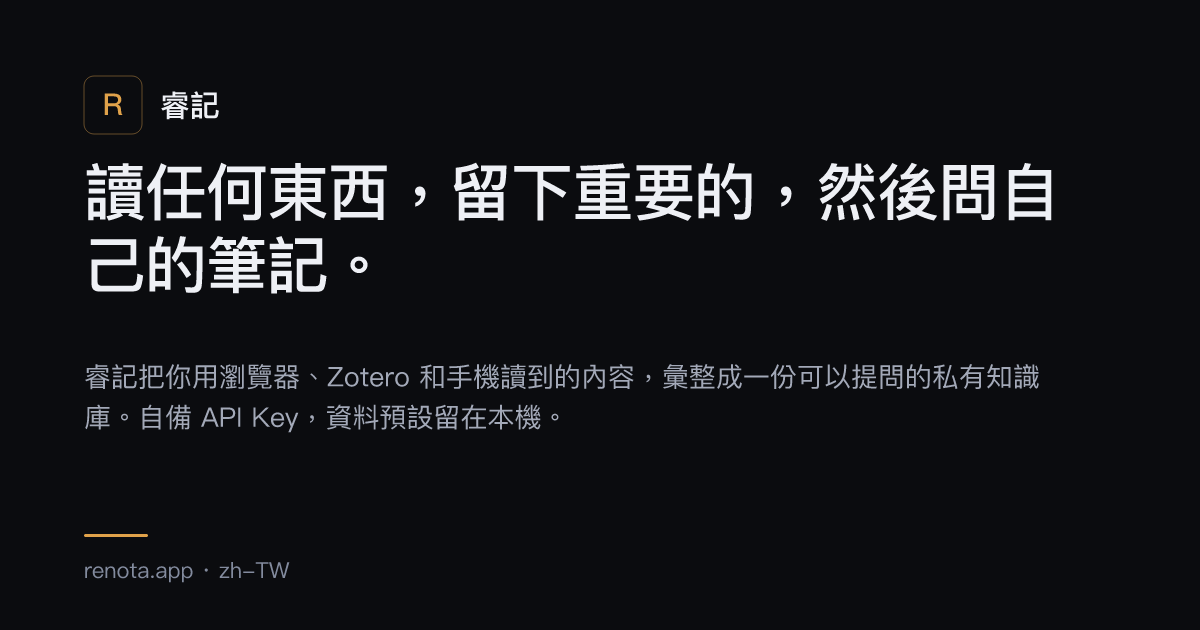 R 睿記
讀任何東西，留下重要的，然後問自
己的筆記。
睿記把你用瀏覽器、Zotero 和手機讀到的內容，彙整成一份可以提問的私有知識
庫。自備 API Key，資料預設留在本機。
renota.app · zh-TW